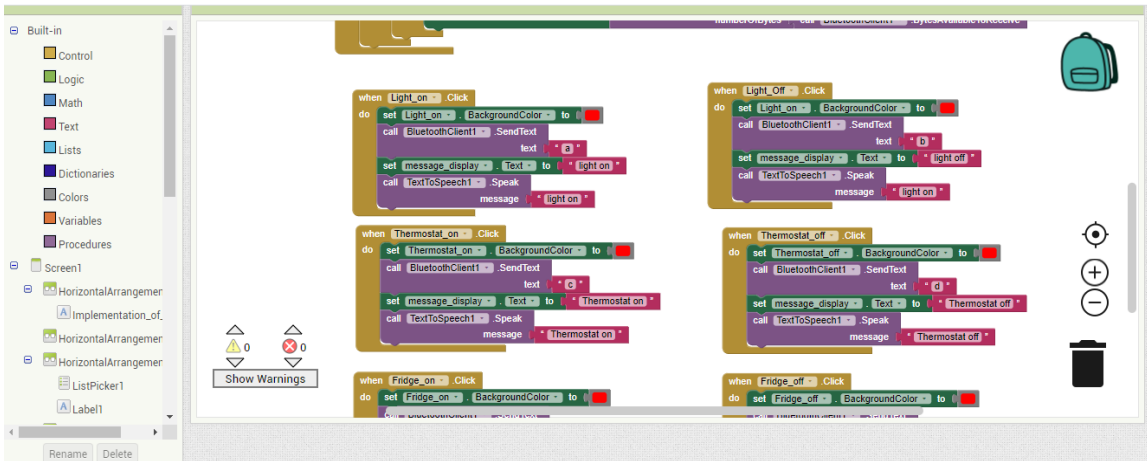 Built-in
Control
Logic
Math
Text
Lists
Dictionaries
Colors
Variables
Procedures
Screen1
HorizontalArrangemen
Implementation_of_
HorizontalArrangemen
HorizontalArrangemen
ListPicker1
Label1
Rename Delete
when Light_on .Click
do set Light_on . BackgroundColor to
call BluetoothClient1 .SendText
text " a "
set message_display . Text to " light on "
call TextToSpeech1 .Speak
message " light on "
when Light_Off .Click
do set Light_on . BackgroundColor to
call BluetoothClient1 .SendText
text " b "
set message_display . Text to " light off "
call TextToSpeech1 .Speak
message " light on "
when Thermostat_on .Click
do set Thermostat_on . BackgroundColor to
call BluetoothClient1 .SendText
text " c "
set message_display . Text to " Thermostat on "
call TextToSpeech1 .Speak
message " Thermostat on "
when Thermostat_off .Click
do set Thermostat_off . BackgroundColor to
call BluetoothClient1 .SendText
text " d "
set message_display . Text to " Thermostat off "
call TextToSpeech1 .Speak
message " Thermostat off "
when Fridge_on .Click
do set Fridge_on . BackgroundColor to
when Fridge_off .Click
do set Fridge_off . BackgroundColor to
0 0
Show Warnings